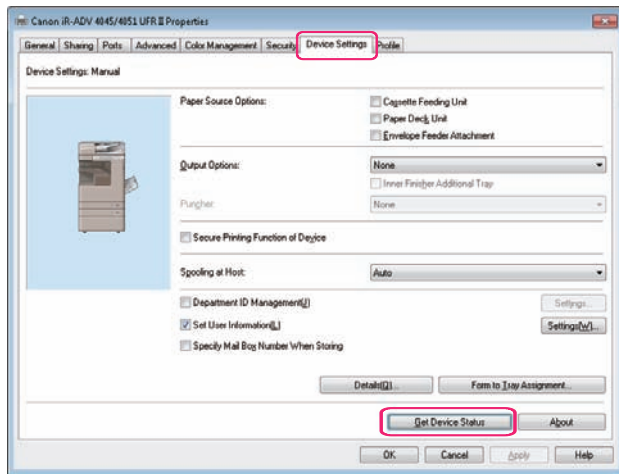 Canon iR-ADV 4045/4051 UFR II Properties
General Sharing Ports Advanced Color Management Security Device Settings Profile
Device Settings: Manual
Paper Source Options:
Cassette Feeding Unit
Paper Deck Unit
Envelope Feeder Attachment
Output Options:
None
Inner Finisher Additional Tray
Puncher:
None
Secure Printing Function of Device
Spooling at Host:
Auto
Department ID Management(J)
Settings...
Set User Information(L)
Settings(W)...
Specify Mail Box Number When Storing
Details(Q)... Form to Tray Assignment...
Get Device Status About
OK Cancel Apply Help